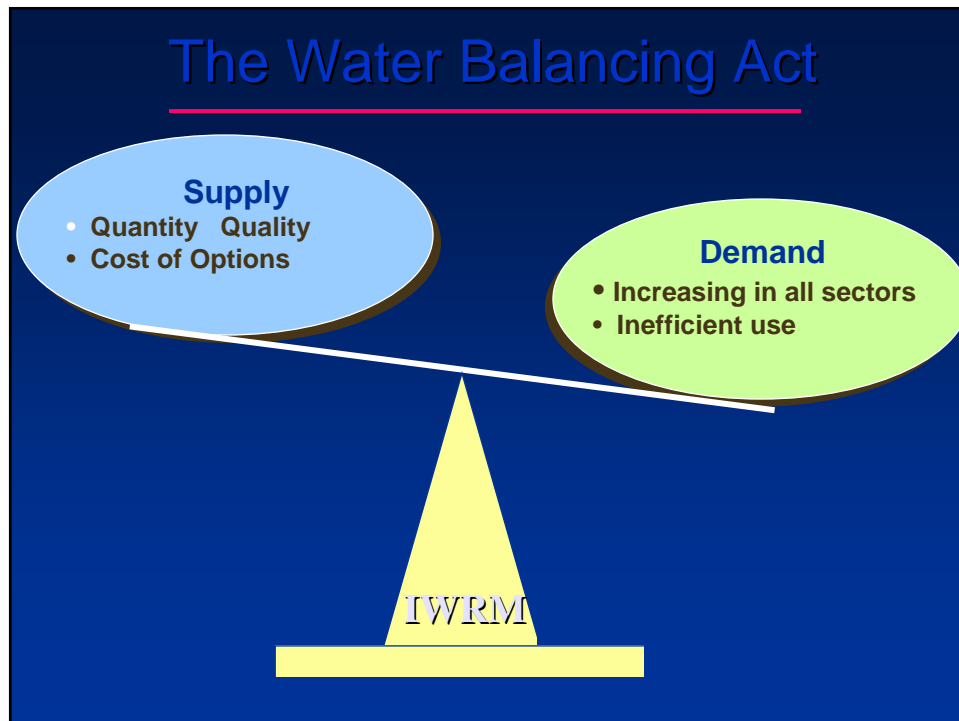 The Water Balancing Act
Supply
• Quantity   Quality
• Cost of Options
Demand
• Increasing in all sectors
• Inefficient use
IWRM